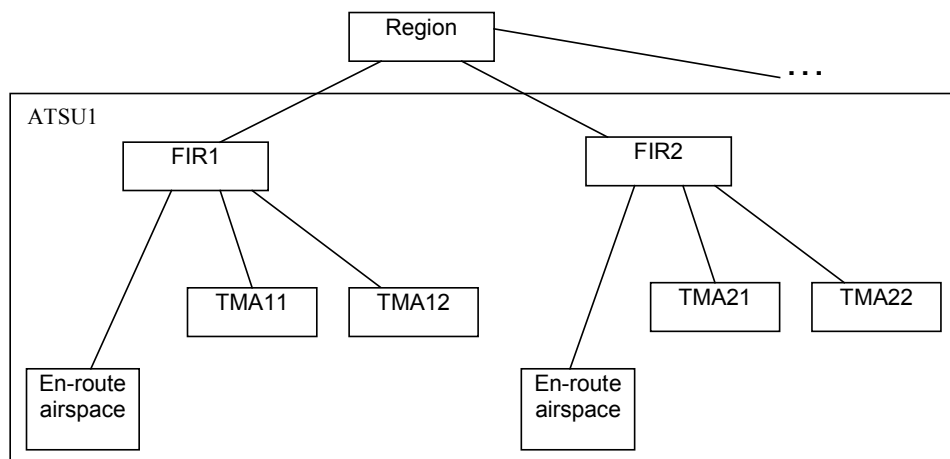 Region
...
ATSU1
FIR1
FIR2
TMA11
TMA12
TMA21
TMA22
En-route
airspace
En-route
airspace